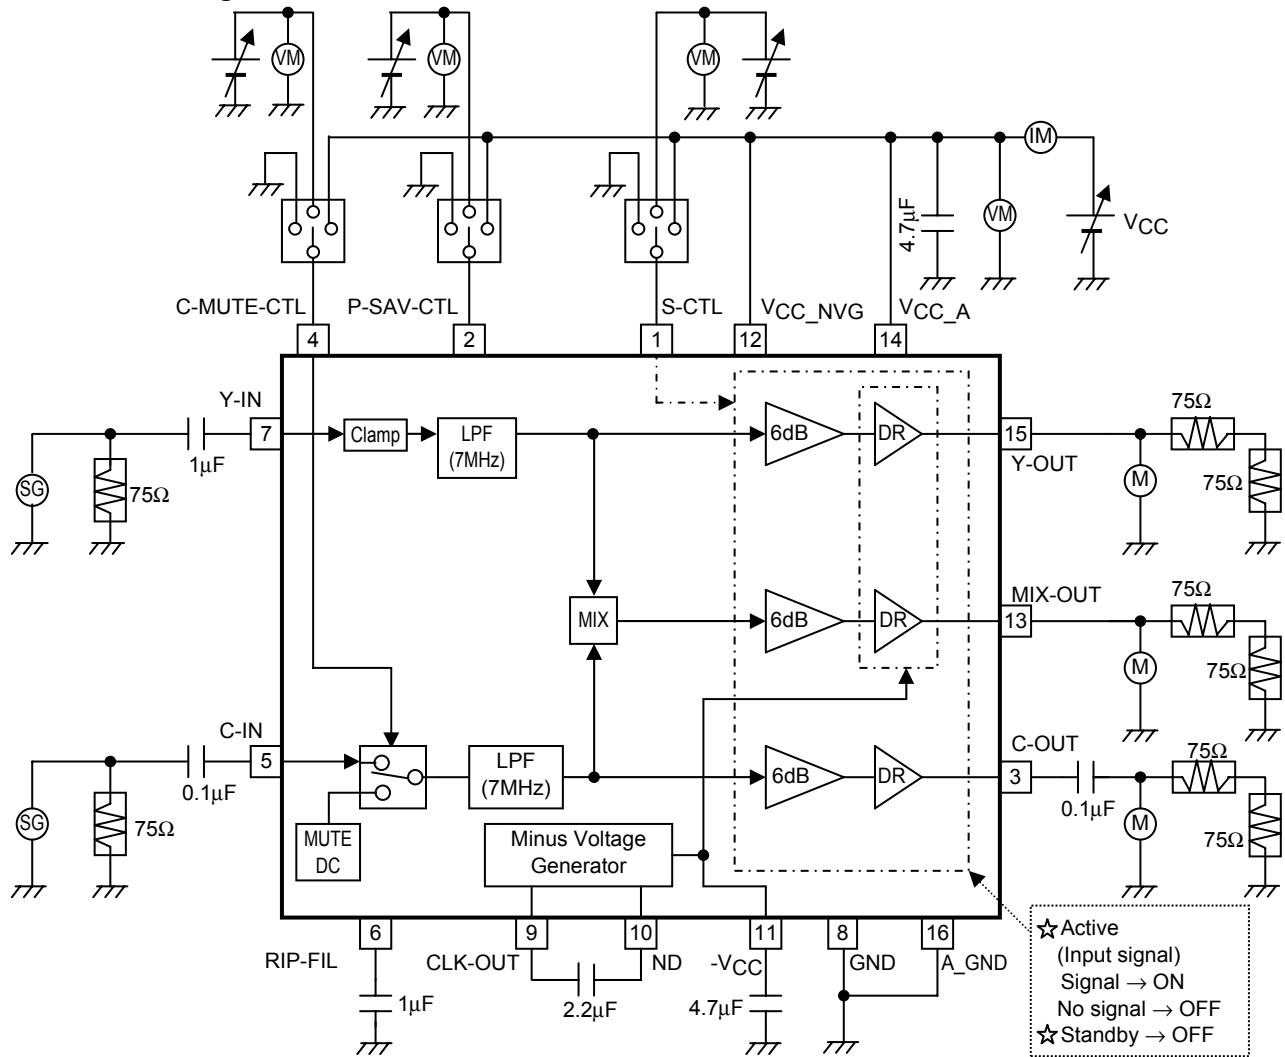 VM
VM
VM
IM
VM
4.7µF
VCC
C-MUTE-CTL
P-SAV-CTL
S-CTL
VCC_NVG
VCC_A
4
2
1
12
14
Y-IN
7
Clamp
LPF
(7MHz)
6dB
DR
15
Y-OUT
75Ω
75Ω
M
SG
75Ω
1µF
MIX
6dB
DR
13
MIX-OUT
75Ω
75Ω
M
C-IN
5
0.1µF
SG
75Ω
MUTE
DC
LPF
(7MHz)
6dB
DR
3
C-OUT
0.1µF
75Ω
75Ω
M
Minus Voltage
Generator
6
9
10
11
8
16
RIP-FIL
CLK-OUT
ND
-VCC
GND
A_GND
1µF
2.2µF
4.7µF
☆Active
(Input signal)
Signal → ON
No signal → OFF
☆Standby → OFF